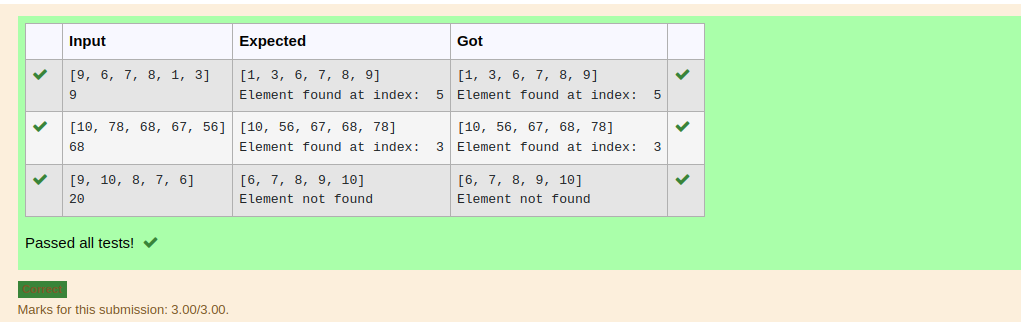 Input Expected Got
[9, 6, 7, 8, 1, 3] [1, 3, 6, 7, 8, 9] [1, 3, 6, 7, 8, 9]
9 Element found at index:  5 Element found at index:  5
[10, 78, 68, 67, 56] [10, 56, 67, 68, 78] [10, 56, 67, 68, 78]
68 Element found at index:  3 Element found at index:  3
[9, 10, 8, 7, 6] [6, 7, 8, 9, 10] [6, 7, 8, 9, 10]
20 Element not found Element not found
Passed all tests!
Correct
Marks for this submission: 3.00/3.00.